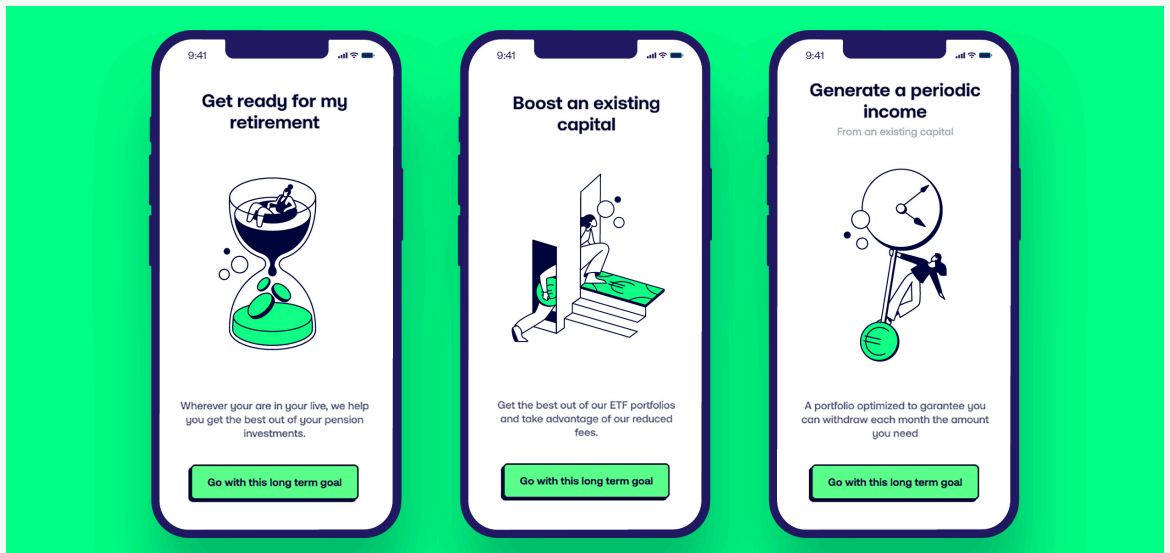 9:41
Get ready for my
retirement
Wherever your are in your live, we help
you get the best out of your pension
investments.
Go with this long term goal
9:41
Boost an existing
capital
€
Get the best out of our ETF portfolios
and take advantage of our reduced
fees.
Go with this long term goal
9:41
Generate a periodic
income
From an existing capital
€
A portfolio optimized to garantee you
can withdraw each month the amount
you need
Go with this long term goal